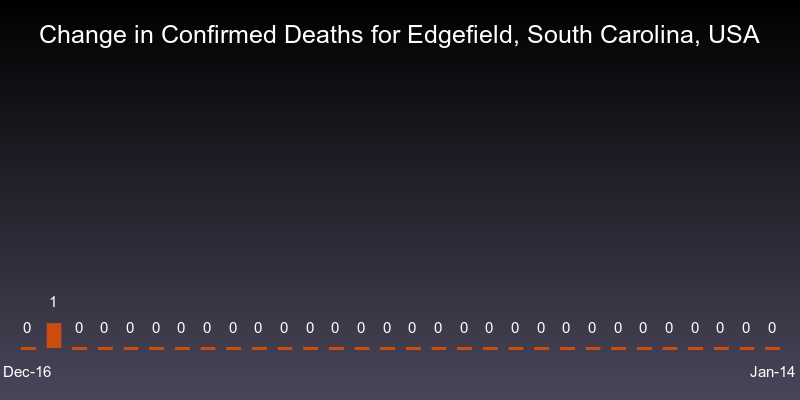 Change in Confirmed Deaths for Edgefield, South Carolina, USA
1
0 0 0 0 0 0 0 0 0 0 0 0 0 0 0 0 0 0 0 0 0 0 0 0 0 0 0 0 0
Dec-16 Jan-14